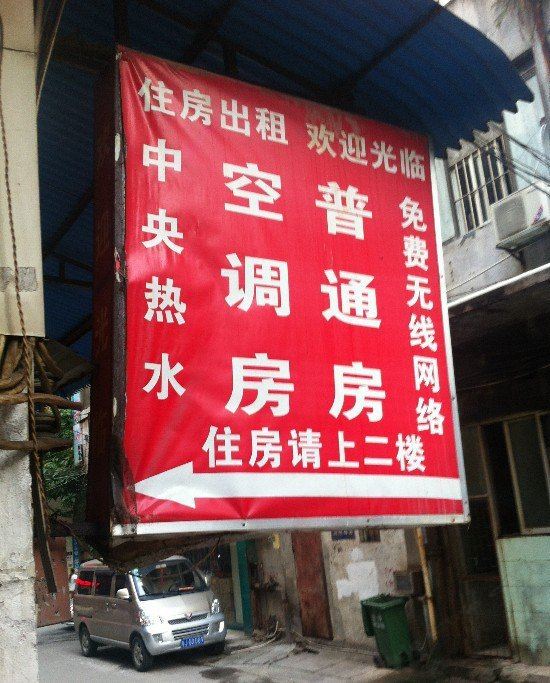 住房出租 欢迎光临
免费无线网络
普通房
空调房
中央热水
住房请上二楼